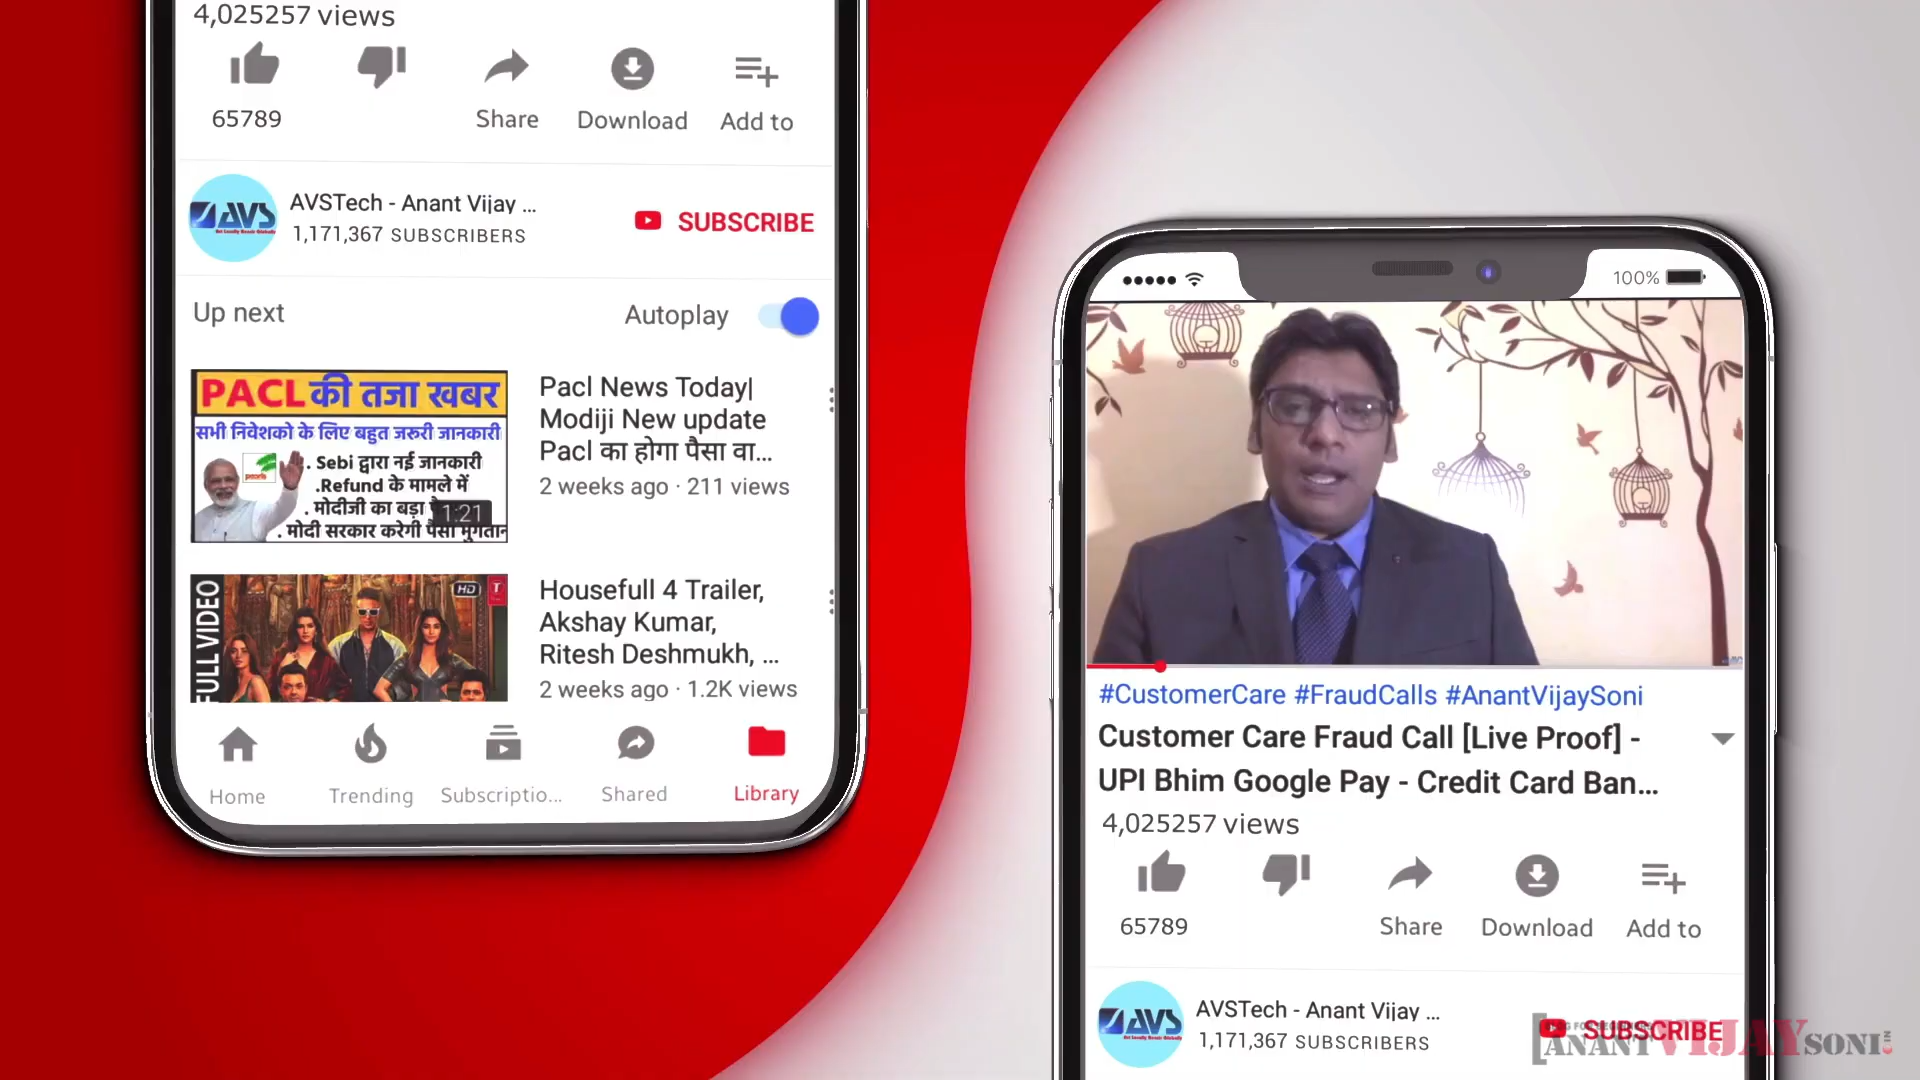 4,025257 views
65789
Share
Download
Add to
AVS
AVSTech - Anant Vijay ...
1,171,367 SUBSCRIBERS
SUBSCRIBE
Up next
Autoplay
PACL की तजा खबर
सभी निवेशको के लिए बहुत जरूरी जानकारी
. Sebi द्वारा नई जानकारी
.Refund के मामले में
. मोदीजी का बड़ा
1:21
. मोदी सरकार करेगी पैसा भुगतान
Pacl News Today|
Modiji New update
Pacl का होगा पैसा वा...
2 weeks ago · 211 views
FULL VIDEO
HD
T
Housefull 4 Trailer,
Akshay Kumar,
Ritesh Deshmukh, ...
2 weeks ago · 1.2K views
Home
Trending
Subscriptio...
Shared
Library
100%
#CustomerCare #FraudCalls #AnantVijaySoni
Customer Care Fraud Call [Live Proof] -
UPI Bhim Google Pay - Credit Card Ban...
4,025257 views
65789
Share
Download
Add to
AVS
AVSTech - Anant Vijay ...
1,171,367 SUBSCRIBERS
SUBSCRIBE
[ANANTVIJAYSONI.IN